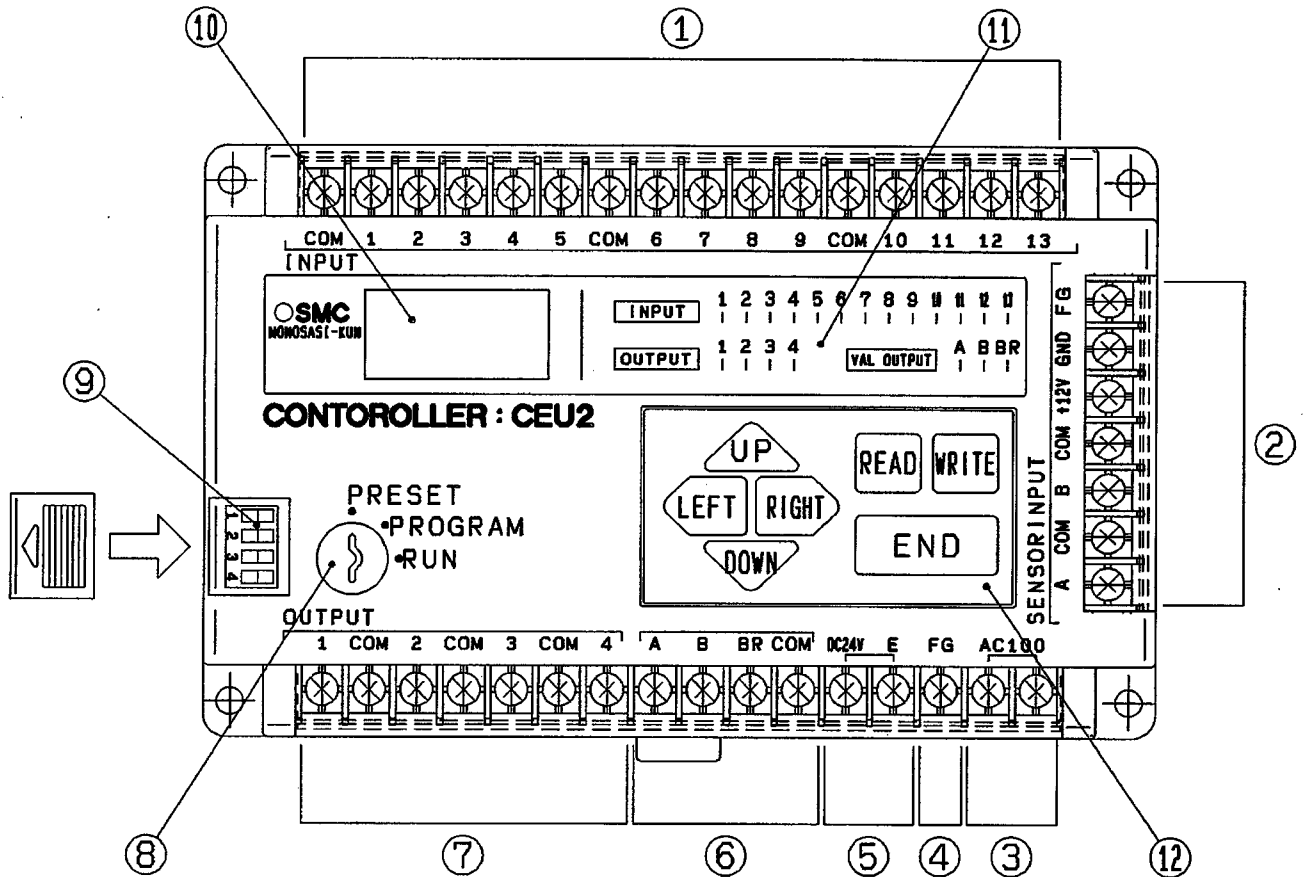 ⑩ ① ⑪
COM 1 2 3 4 5 COM 6 7 8 9 COM 10 11 12 13
INPUT
SMC
MONOSASI-KUN
INPUT 1 2 3 4 5 6 7 8 9 10 11 12 13
OUTPUT 1 2 3 4 VAL OUTPUT A B BR
CONTOROLLER : CEU2
FG GND +12V COM B COM A
SENSOR INPUT
②
⑨
1
2
3
4
PRESET
PROGRAM
RUN
UP
LEFT RIGHT
DOWN
READ WRITE
END
OUTPUT
1 COM 2 COM 3 COM 4 A B BR COM DC24V E FG AC100
⑧ ⑦ ⑥ ⑤ ④ ③ ⑫